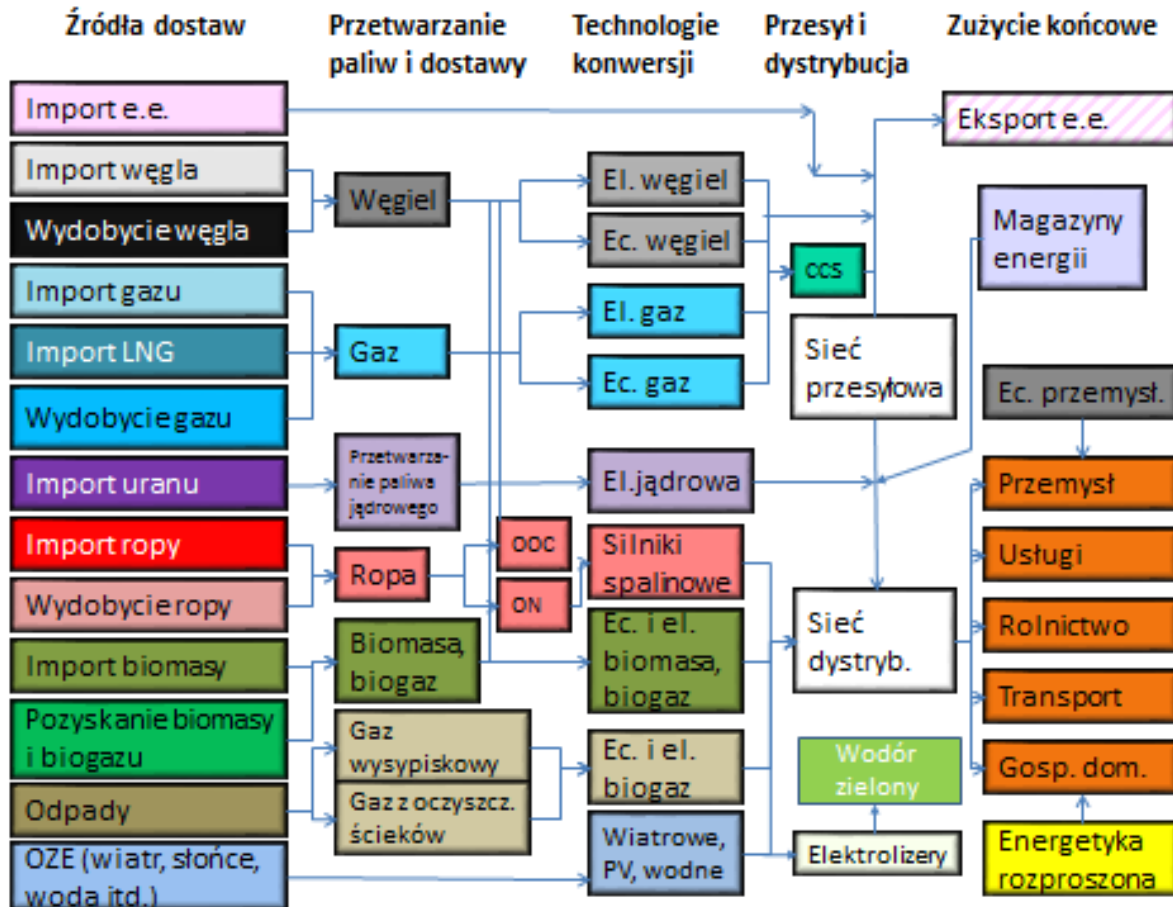 Źródła dostaw
Przetwarzanie
paliw i dostawy
Technologie
konwersji
Przesył i
dystrybucja
Zużycie końcowe
Import e.e.
Import węgla
Wydobycie węgla
Import gazu
Import LNG
Wydobycie gazu
Import uranu
Import ropy
Wydobycie ropy
Import biomasy
Pozyskanie biomasy
i biogazu
Odpady
OZE (wiatr, słońce,
woda itd.)
Węgiel
Gaz
Przetwarza-
nie paliwa
jądrowego
Ropa
OOC
ON
Biomasa,
biogaz
Gaz
wysypiskowy
Gaz z oczyszcz.
ścieków
El. węgiel
Ec. węgiel
El. gaz
Ec. gaz
El.jądrowa
Silniki
spalinowe
Ec. i el.
biomasa,
biogaz
Ec. i el.
biogaz
Wiatrowe,
PV, wodne
CCS
Sieć
przesyłowa
Sieć
dystryb.
Wodór
zielony
Elektrolizery
Eksport e.e.
Magazyny
energii
Ec. przemysł.
Przemysł
Usługi
Rolnictwo
Transport
Gosp. dom.
Energetyka
rozproszona